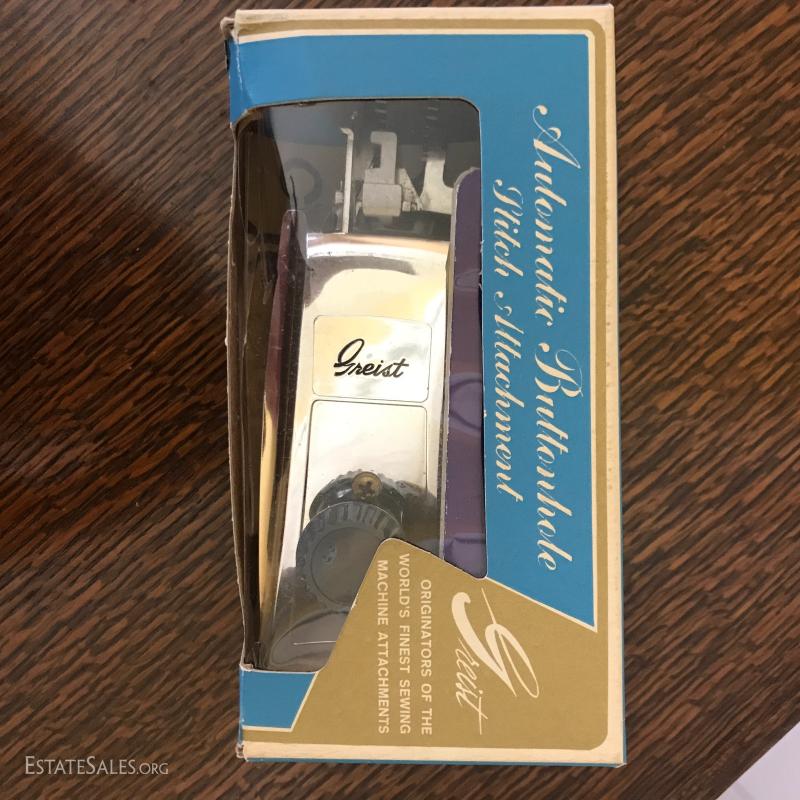 Automatic Buttonhole
Stitch Attachment
Greist
Greist
ORIGINATORS OF THE
WORLD'S FINEST SEWING
MACHINE ATTACHMENTS
ESTATESALES.ORG